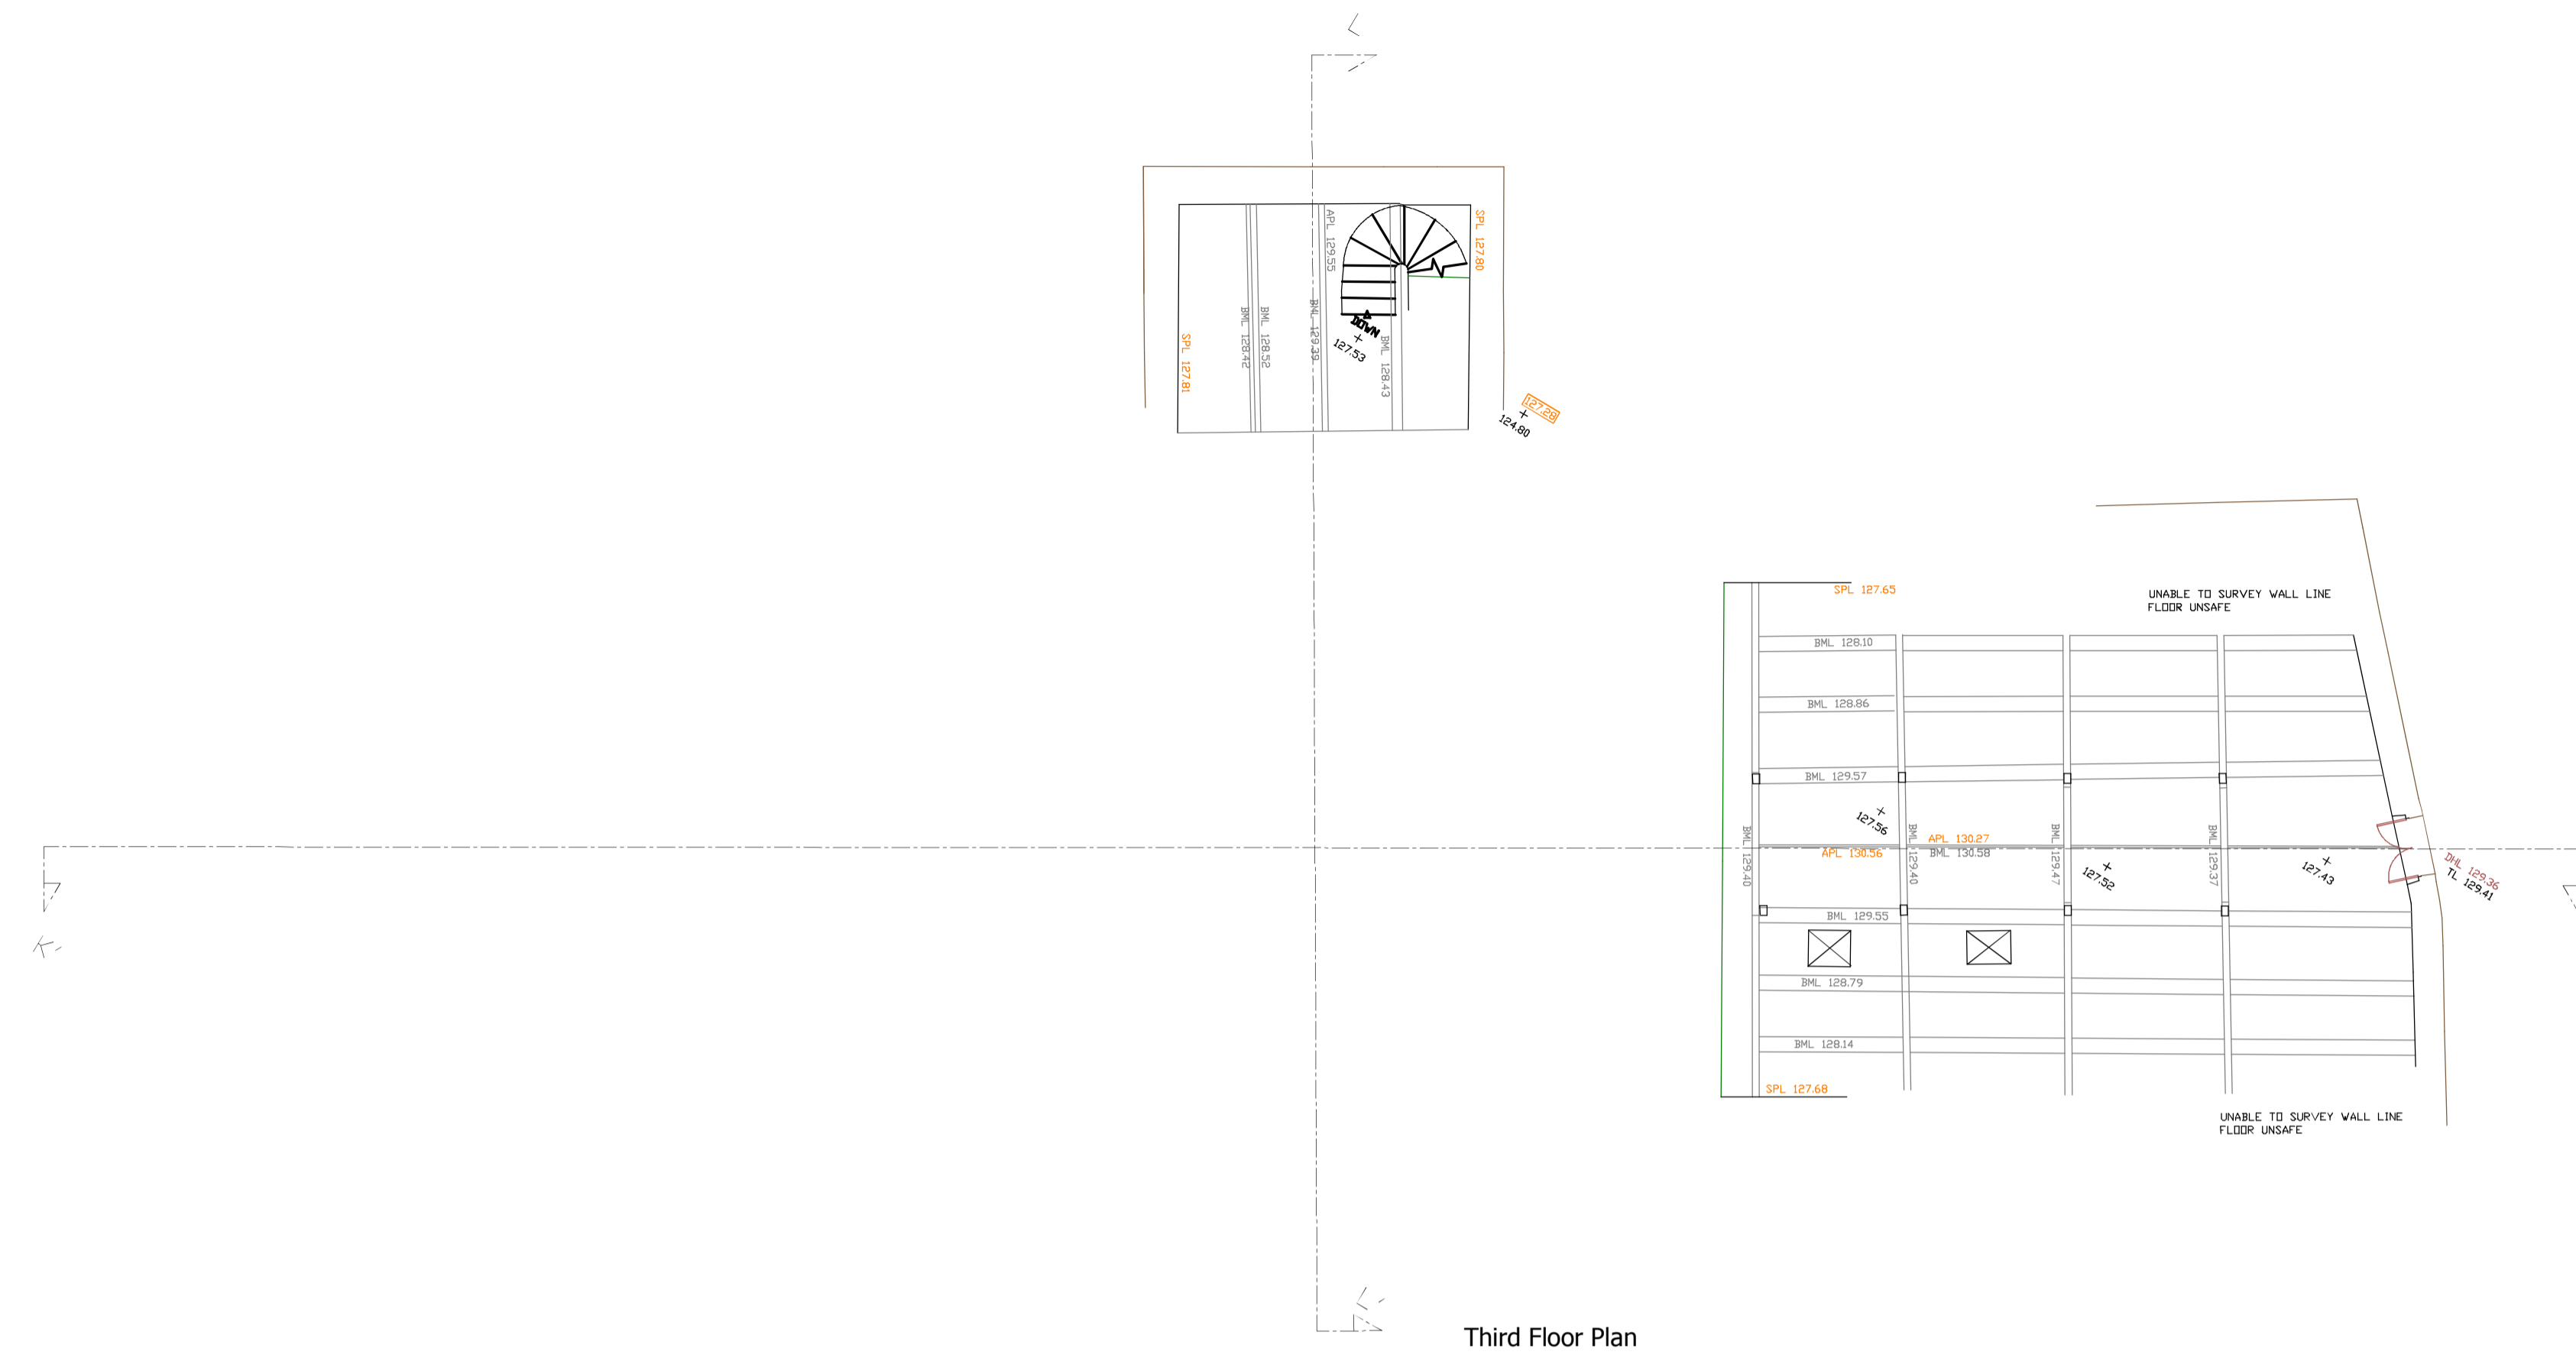 L
APL 129.55
SPL 127.80
BML 128.42
BML 128.52
BML 129.39
DOWN
127.53
BML 128.43
SPL 127.81
127.28
124.80
SPL 127.65
UNABLE TO SURVEY WALL LINE
FLOOR UNSAFE
BML 128.10
BML 128.86
BML 129.57
127.56
BML 129.40
BML 129.40
APL 130.27
APL 130.56
BML 130.58
BML 129.47
127.52
BML 129.37
127.43
DHL 129.36
TL 129.41
K'
BML 129.55
BML 128.79
BML 128.14
SPL 127.68
UNABLE TO SURVEY WALL LINE
FLOOR UNSAFE
L'
Third Floor Plan